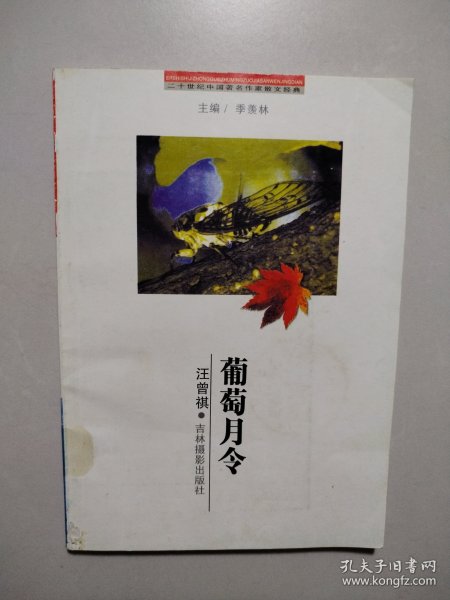 ERSHISHIJIZHONGGUOZHUMINGZUOJIASANWENJINGDIAN
二十世纪中国著名作家散文经典
主编/季羡林
葡萄月令
汪曾祺●吉林摄影出版社
孔夫子旧书网
www.kongfz.com